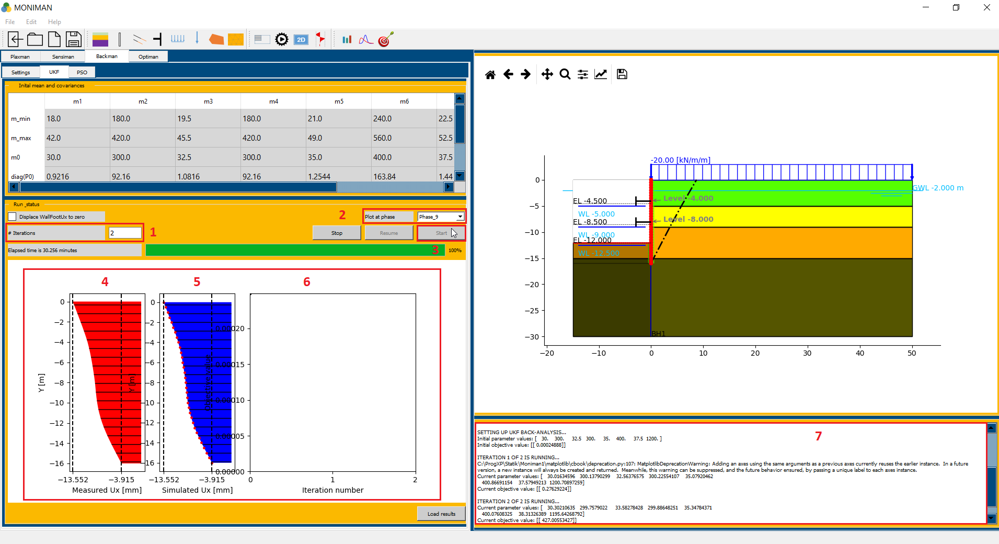 MONIMAN
File Edit Help
2D
Plaxman Sensiman Backman Optiman
Settings UKF PSO
Inital mean and covariances
m1 m2 m3 m4 m5 m6
m_min 18.0 180.0 19.5 180.0 21.0 240.0 22.5
m_max 42.0 420.0 45.5 420.0 49.0 560.0 52.5
m0 30.0 300.0 32.5 300.0 35.0 400.0 37.5
diag(P0) 0.9216 92.16 1.0816 92.16 1.2544 163.84 1.44
Run_status
Displace WallFootUx to zero 2 Plot at phase Phase_9
# Iterations 2 1 Stop Resume Start
Elapsed time is 30.256 minutes 3 100%
4 5 6
0
−2
−4
−6
−8
−10
−12
−14
−16
Y [m]
−13.552 −3.915
Measured Ux [mm]
0
−2
−4
−6
−8
−10
−12
−14
−16
Y [m]
−13.552 −3.915
Simulated Ux [mm]
0.00020
0.00015
0.00010
0.00005
0.00000
Objective value
0 1 2
Iteration number
Load results
-20.00 [kN/m/m]
GWL -2.000 m
EL -4.500 Level -4.000
WL -5.000
EL -8.500 Level -8.000
WL -9.000
EL -12.000
WL -12.500
BH1
0
−5
−10
−15
−20
−25
−30
−20 −10 0 10 20 30 40 50
7
SETTING UP UKF BACK-ANALYSIS...
Initial parameter values: [ 30. 300. 32.5 300. 35. 400. 37.5 1200. ]
Initial objective value: [[ 0.00024888]]
ITERATION 1 OF 2 IS RUNNING...
C:\ProgXP\Statik\Moniman1\matplotlib\cbook\deprecation.py:107: MatplotlibDeprecationWarning: Adding an axes using the same arguments as a previous axes currently reuses the earlier instance. In a future
version, a new instance will always be created and returned. Meanwhile, this warning can be suppressed, and the future behavior ensured, by passing a unique label to each axes instance.
Current parameter values: [ 30.01634596 300.13790299 32.56376575 300.22554107 35.07920462
400.86691154 37.57949213 1200.70897259]
Current objective value: [[ 0.27629224]]
ITERATION 2 OF 2 IS RUNNING...
Current parameter values: [ 30.30210635 299.7579022 33.58278428 299.88648251 35.34784371
400.07608325 38.31326389 1195.64268792]
Current objective value: [[ 427.00553427]]